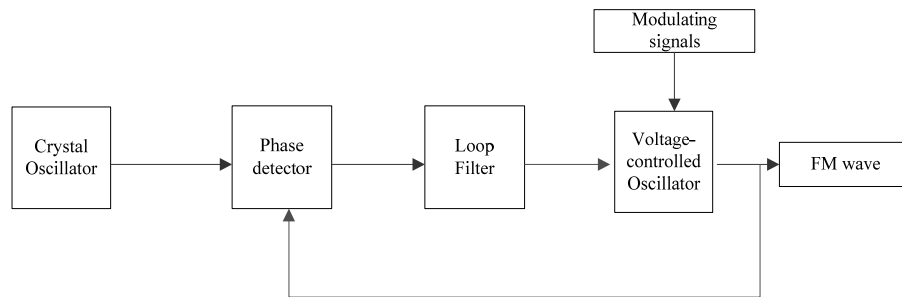 Modulating
signals
Crystal
Oscillator
Phase
detector
Loop
Filter
Voltage-
controlled
Oscillator
FM wave